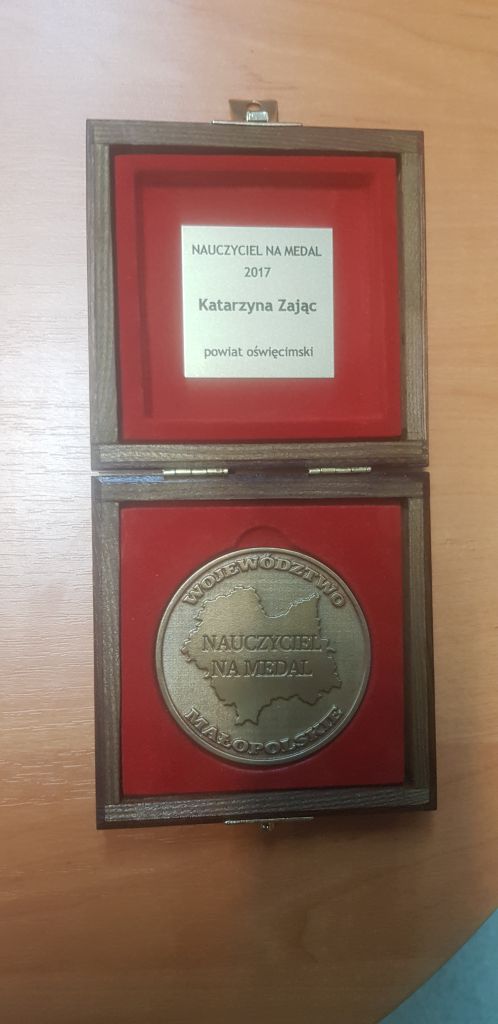 NAUCZYCIEL NA MEDAL
2017
Katarzyna Zając
powiat oświęcimski
WOJEWÓDZTWO
NAUCZYCIEL
NA MEDAL
MAŁOPOLSKIE